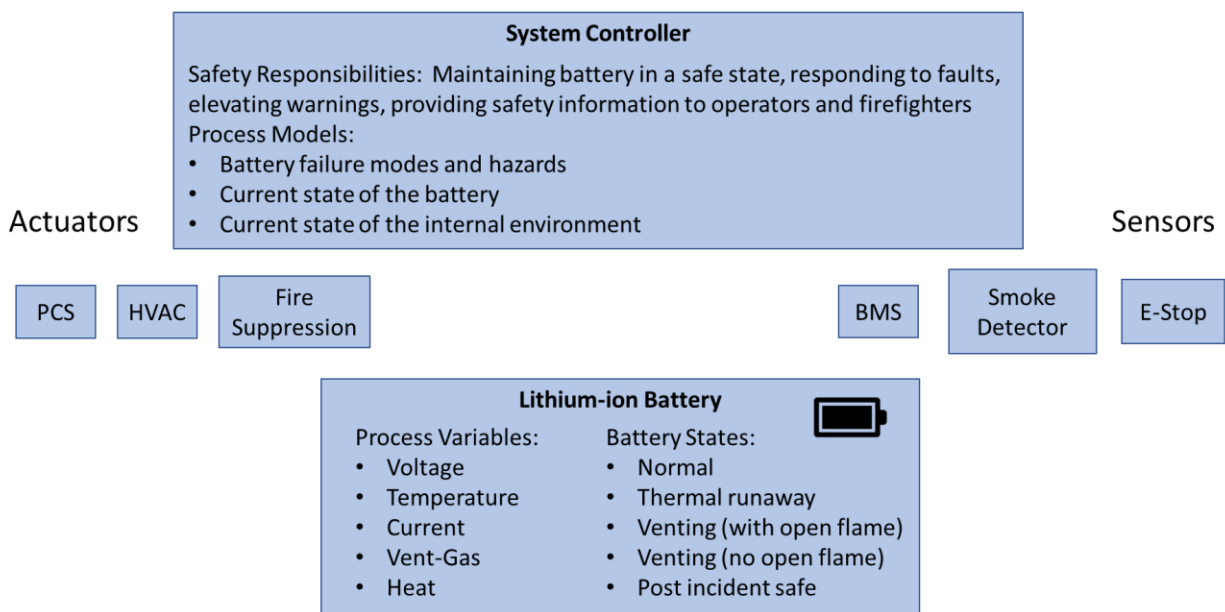 System Controller
Safety Responsibilities:  Maintaining battery in a safe state, responding to faults,
elevating warnings, providing safety information to operators and firefighters
Process Models:
• Battery failure modes and hazards
• Current state of the battery
• Current state of the internal environment
Actuators
Sensors
PCS
HVAC
Fire
Suppression
BMS
Smoke
Detector
E-Stop
Lithium-ion Battery
Process Variables:
• Voltage
• Temperature
• Current
• Vent-Gas
• Heat
Battery States:
• Normal
• Thermal runaway
• Venting (with open flame)
• Venting (no open flame)
• Post incident safe